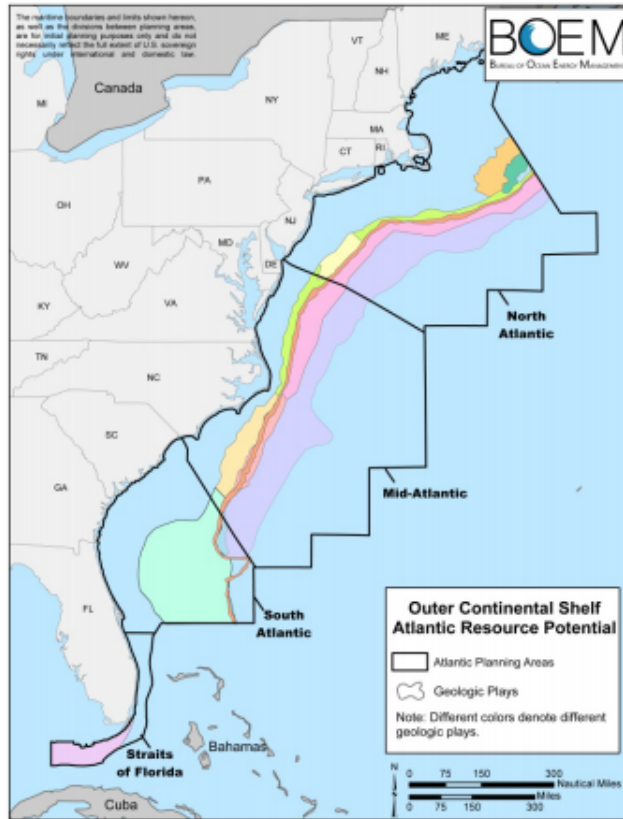 The maritime boundaries and limits shown hereon,
as well as the divisions between planning areas,
are for initial planning purposes only and do not
necessarily reflect the full extent of U.S. sovereign
rights under international and domestic law.
BOEM
BUREAU OF OCEAN ENERGY MANAGEMENT
ME
VT
NH
Canada
MI
NY
MA
CT
RI
PA
OH
NJ
MD
DE
WV
VA
KY
North
Atlantic
TN
NC
SC
Mid-Atlantic
GA
FL
South
Atlantic
Outer Continental Shelf
Atlantic Resource Potential
Atlantic Planning Areas
Geologic Plays
Note: Different colors denote different
geologic plays.
Straits
of Florida
Bahamas
Cuba
N
0 75 150 300
Nautical Miles
Miles
0 75 150 300